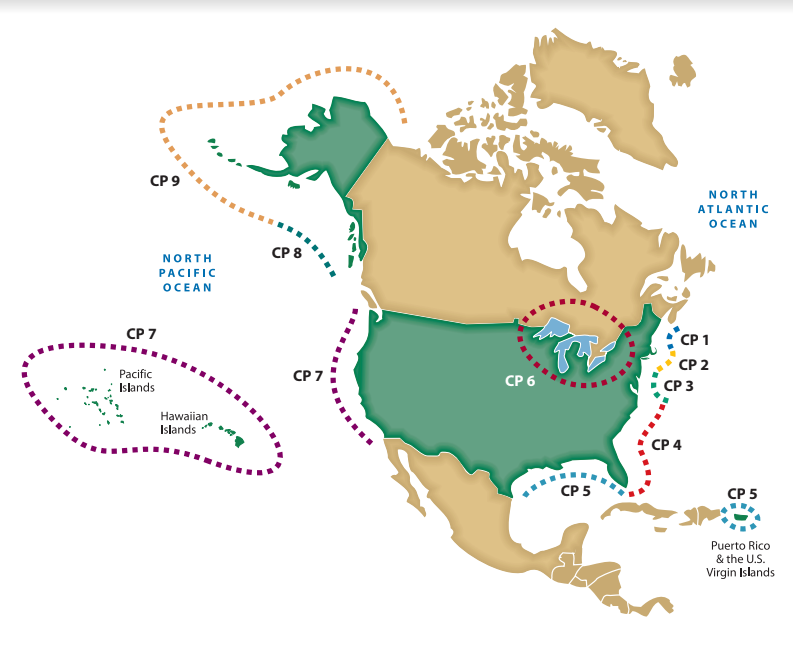 CP 9
NORTH
ATLANTIC
OCEAN
CP 8
NORTH
PACIFIC
OCEAN
CP 7
CP 1
CP 2
Pacific
Islands
CP 7
CP 6
CP 3
Hawaiian
Islands
CP 4
CP 5
CP 5
Puerto Rico
& the U.S.
Virgin Islands